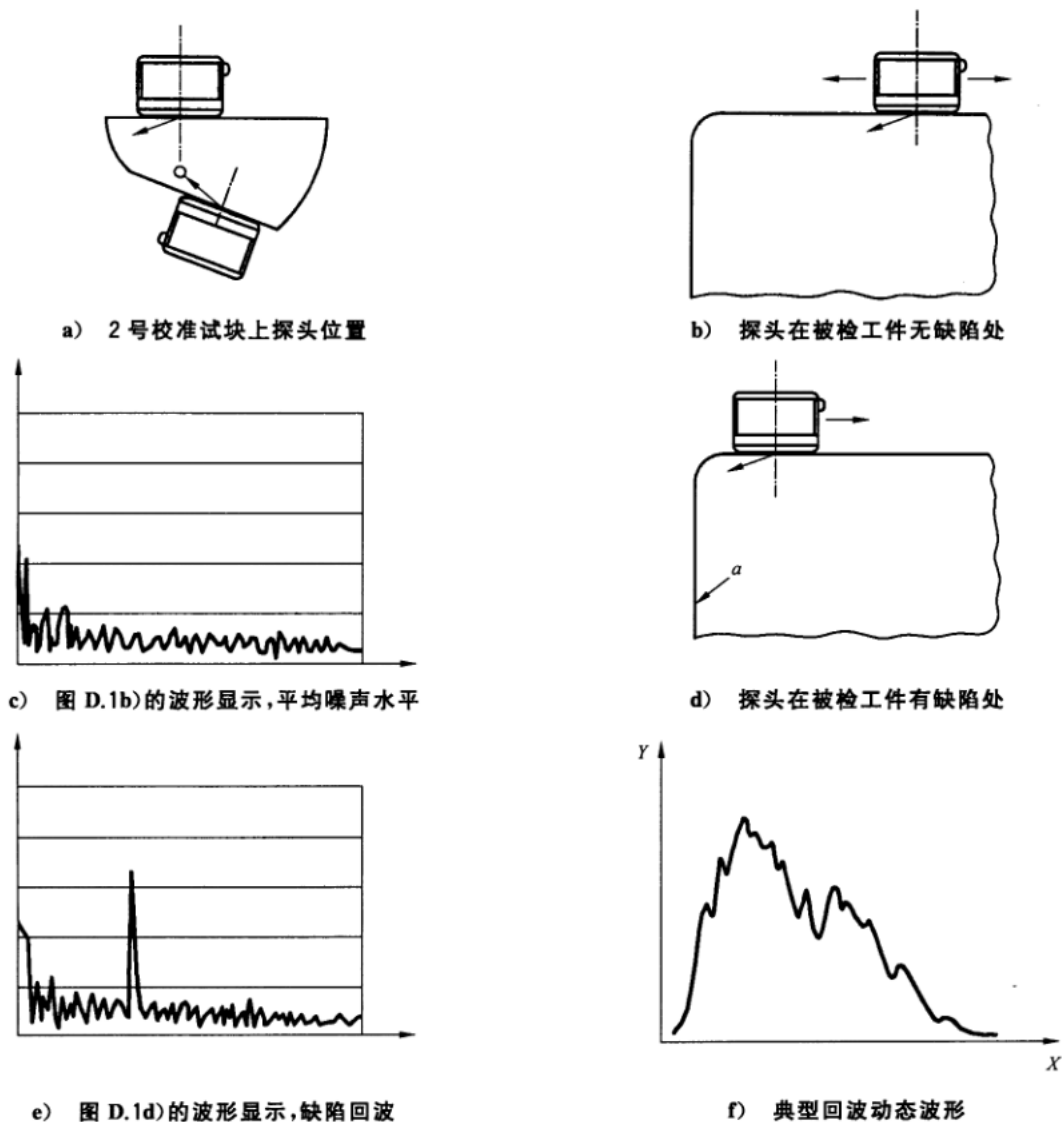 a) 2号校准试块上探头位置
b) 探头在被检工件无缺陷处
a
c) 图 D.1b)的波形显示,平均噪声水平
d) 探头在被检工件有缺陷处
Y
X
e) 图 D.1d)的波形显示,缺陷回波
f) 典型回波动态波形